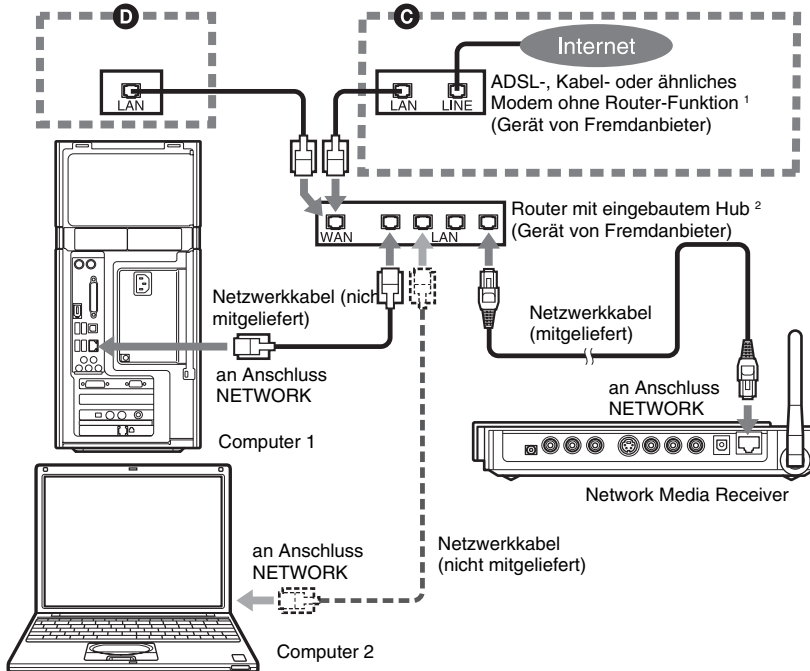 D
C
Internet
LAN
LAN LINE
ADSL-, Kabel- oder ähnliches
Modem ohne Router-Funktion 1
(Gerät von Fremdanbieter)
WAN
LAN
Router mit eingebautem Hub 2
(Gerät von Fremdanbieter)
Netzwerkkabel (nich
mitgeliefert)
Netzwerkkabel
(mitgeliefert)
an Anschluss
NETWORK
an Anschluss
NETWORK
Computer 1
Network Media Receiver
an Anschluss
NETWORK
Netzwerkkabel
(nicht mitgeliefert)
Computer 2